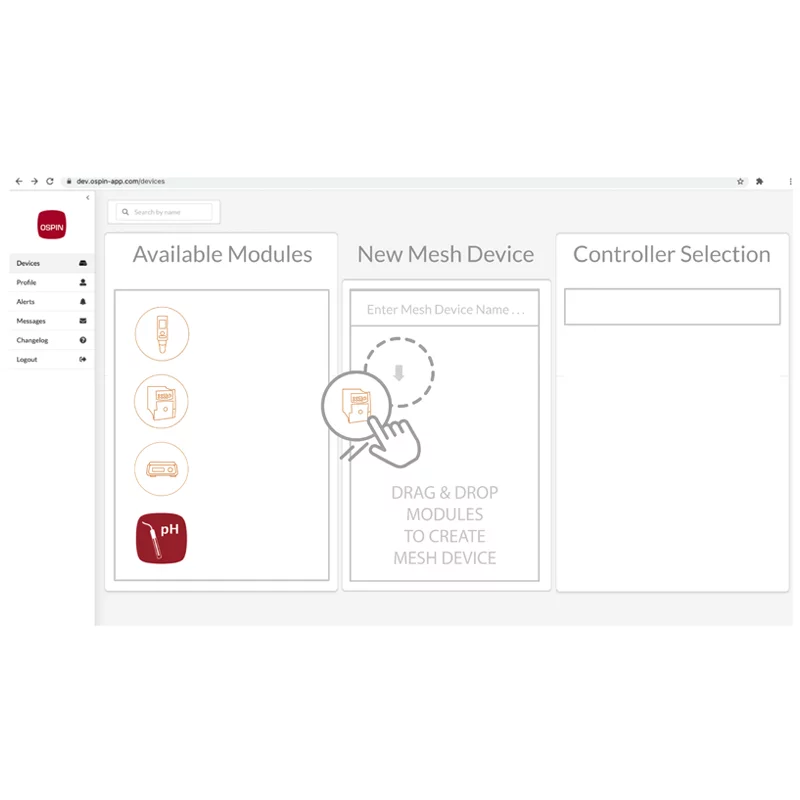 dev.ospin-app.com/devices
OSPIN
Search by name
Devices
Profile
Alerts
Messages
Changelog
Logout
Available Modules
New Mesh Device
Controller Selection
Enter Mesh Device Name . . .
pH
DRAG & DROP
MODULES
TO CREATE
MESH DEVICE